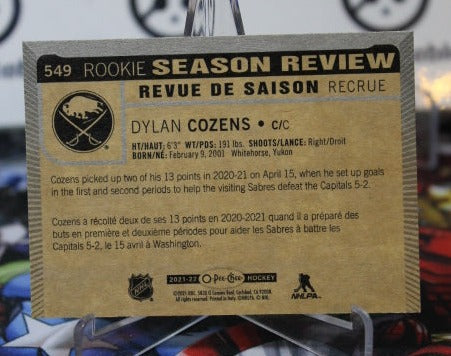 549 ROOKIE SEASON REVIEW
REVUE DE SAISON RECRUE
DYLAN COZENS • C/C
HT/HAUT: 6'3" WT/PDS: 191 lbs. SHOOTS/LANCE: Right/Droit
BORN/NÉ: February 9, 2001 Whitehorse, Yukon
Cozens picked up two of his 13 points in 2020-21 on April 15, when he set up goals
in the first and second periods to help the visiting Sabres defeat the Capitals 5-2.
Cozens a récolté deux de ses 13 points en 2020-2021 quand il a préparé des
buts en première et deuxième périodes pour aider les Sabres à battre les
Capitals 5-2, le 15 avril à Washington.
NHL
2021-22 O-Pee-Chee HOCKEY
NHLPA